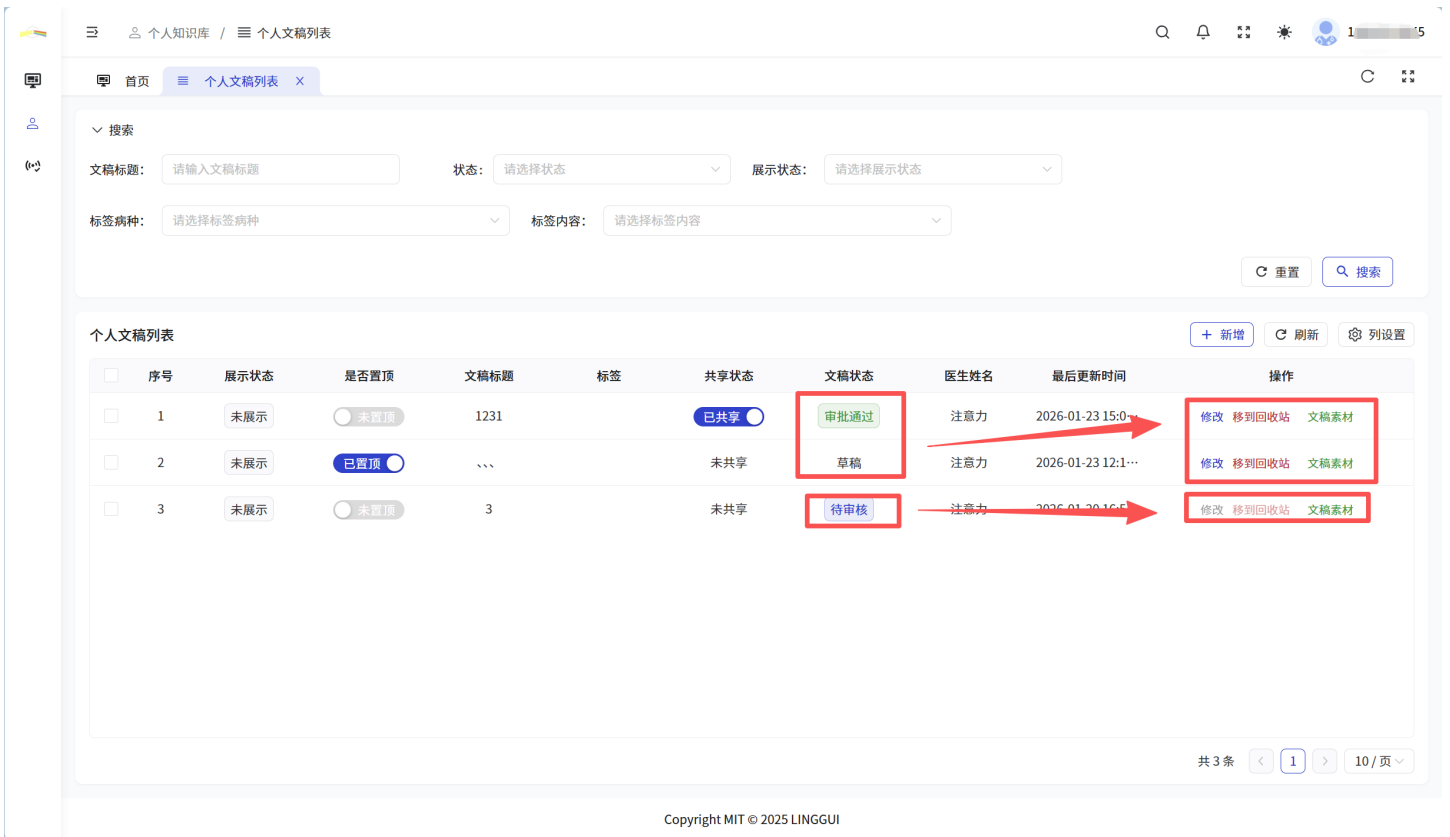 个人知识库 / 个人文稿列表
首页 个人文稿列表 X
搜索
文稿标题： 请输入文稿标题 状态： 请选择状态 展示状态： 请选择展示状态
标签病种： 请选择标签病种 标签内容： 请选择标签内容
重置 搜索
个人文稿列表 + 新增 刷新 列设置
序号 展示状态 是否置顶 文稿标题 标签 共享状态 文稿状态 医生姓名 最后更新时间 操作
1 未展示 未置顶 1231 已共享 审批通过 注意力 2026-01-23 15:0… 修改 移到回收站 文稿素材
2 未展示 已置顶 、、、 未共享 草稿 注意力 2026-01-23 12:1… 修改 移到回收站 文稿素材
3 未展示 未置顶 3 未共享 待审核 注意力 2026-01-20 16:5 修改 移到回收站 文稿素材
共 3 条 < 1 > 10 / 页
Copyright MIT © 2025 LINGGUI